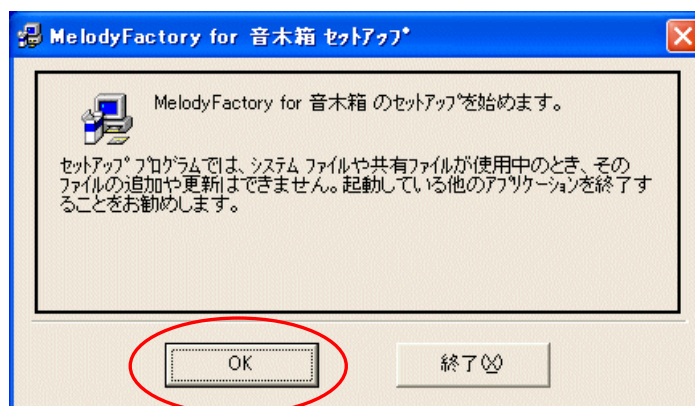 MelodyFactory for 音木箱 ｾｯﾄｱｯﾌﾟ
MelodyFactory for 音木箱 のｾｯﾄｱｯﾌﾟを始めます。
ｾｯﾄｱｯﾌﾟ ﾌﾟﾛｸﾞﾗﾑでは、ｼｽﾃﾑ ﾌｧｲﾙや共有ﾌｧｲﾙが使用中のとき、その
ﾌｧｲﾙの追加や更新はできません。起動している他のｱﾌﾟﾘｹｰｼｮﾝを終了す
ることをお勧めします。
OK
終了(X)